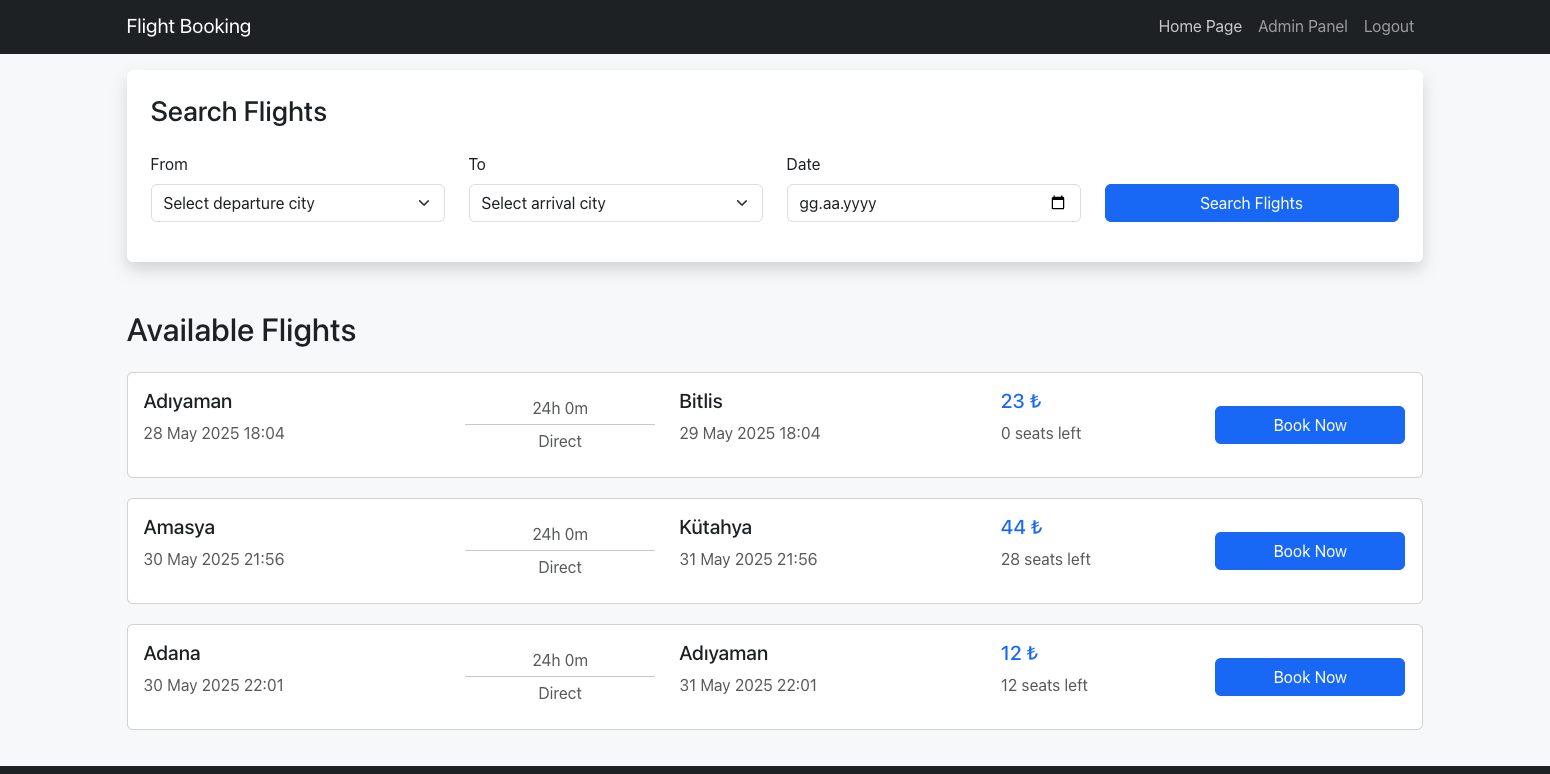 Flight Booking
Home Page Admin Panel Logout
Search Flights
From To Date
Select departure city Select arrival city gg.aa.yyyy Search Flights
Available Flights
Adıyaman 24h 0m Bitlis 23 ₺
28 May 2025 18:04 Direct 29 May 2025 18:04 0 seats left
Book Now
Amasya 24h 0m Kütahya 44 ₺
30 May 2025 21:56 Direct 31 May 2025 21:56 28 seats left
Book Now
Adana 24h 0m Adıyaman 12 ₺
30 May 2025 22:01 Direct 31 May 2025 22:01 12 seats left
Book Now